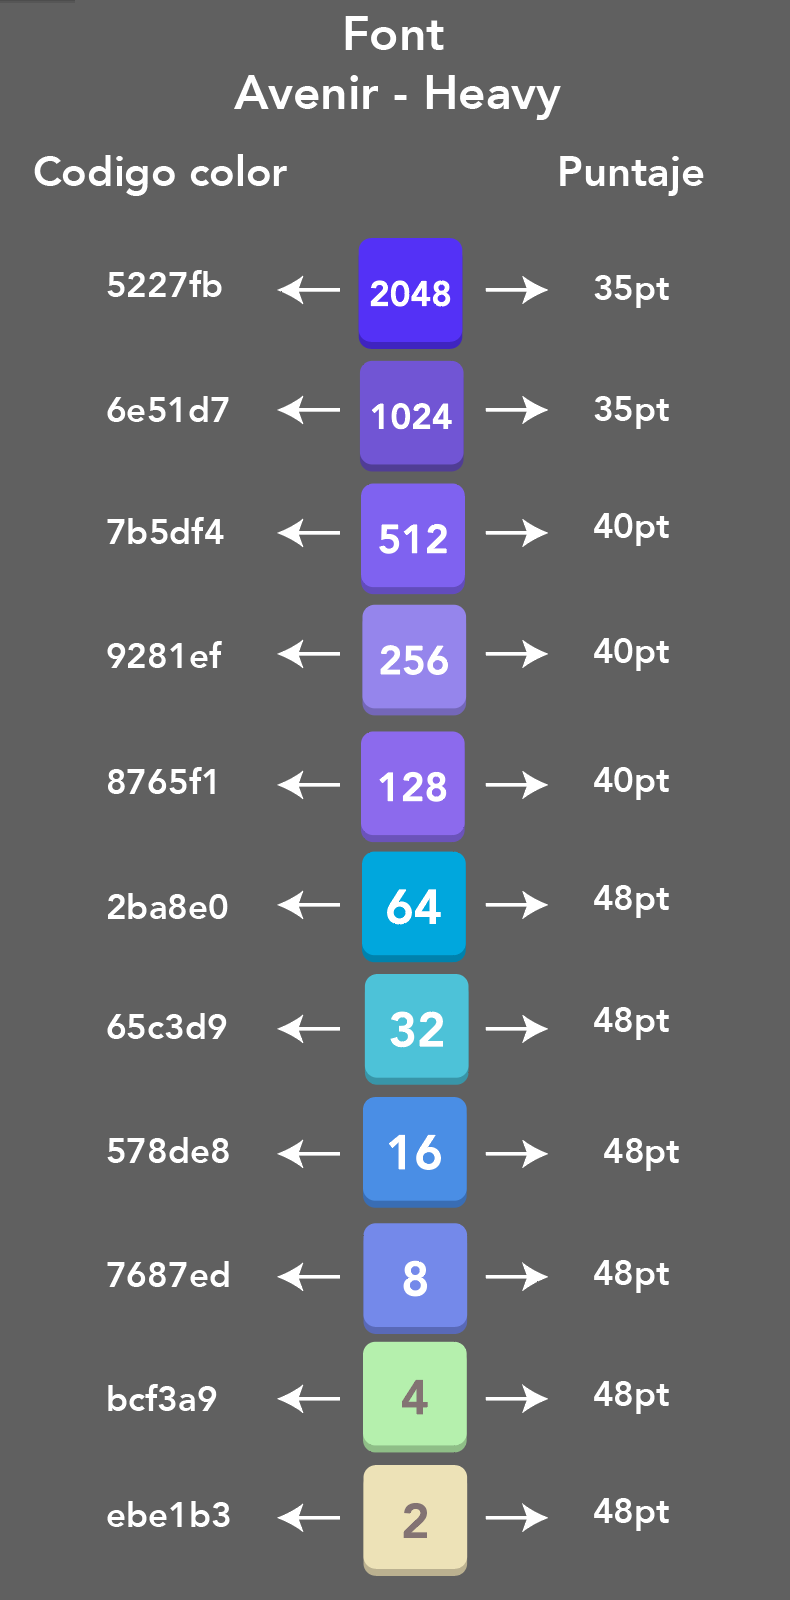 Font
Avenir - Heavy
Codigo color Puntaje
5227fb 2048 35pt
6e51d7 1024 35pt
7b5df4 512 40pt
9281ef 256 40pt
8765f1 128 40pt
2ba8e0 64 48pt
65c3d9 32 48pt
578de8 16 48pt
7687ed 8 48pt
bcf3a9 4 48pt
ebe1b3 2 48pt